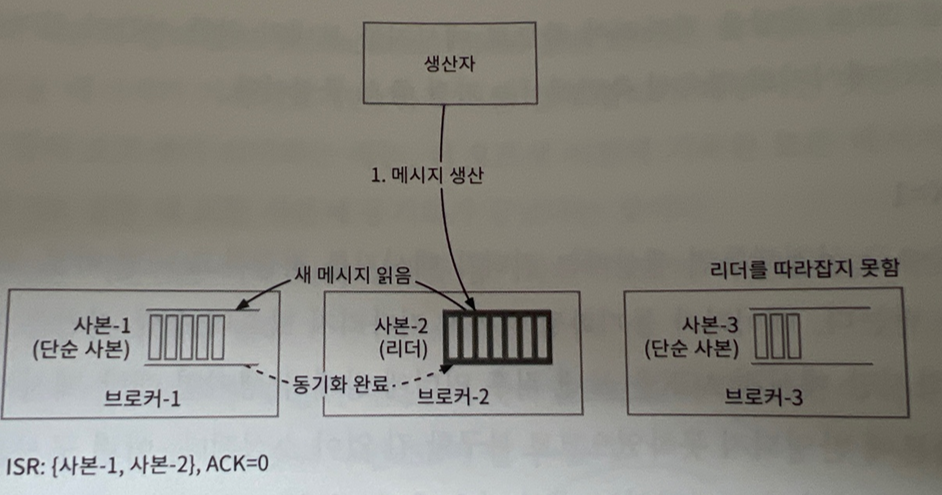 생산자
1. 메시지 생산
새 메시지 읽음
리더를 따라잡지 못함
사본-1
(단순 사본)
브로커-1
사본-2
(리더)
브로커-2
사본-3
(단순 사본)
브로커-3
동기화 완료
ISR: {사본-1, 사본-2}, ACK=0